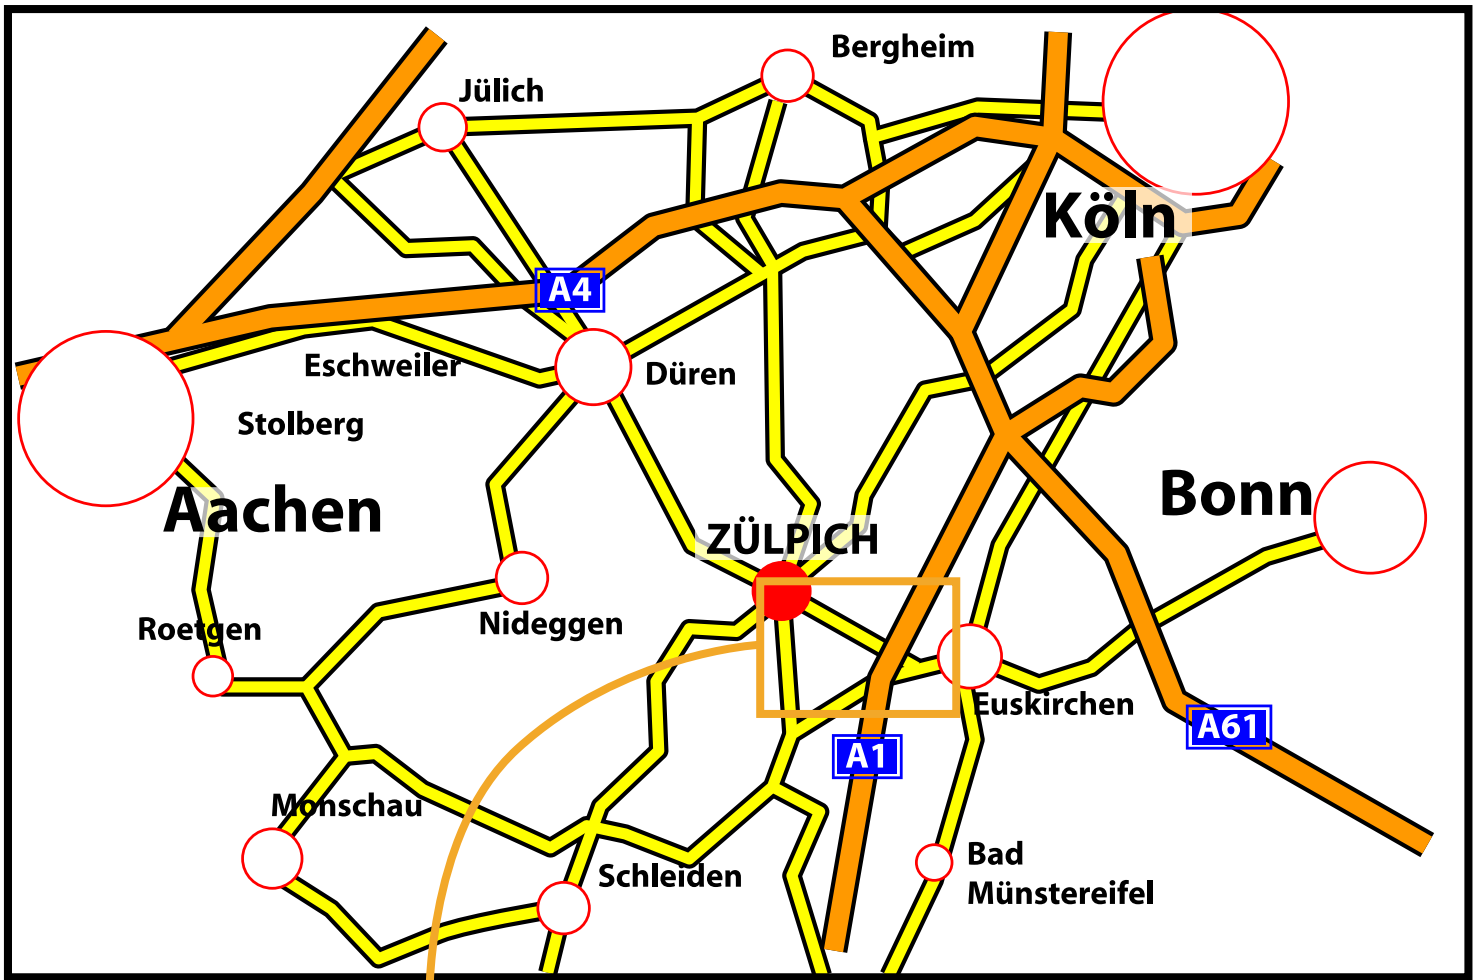 Bergheim
Jülich
Köln
A4
Eschweiler
Düren
Stolberg
Aachen
Bonn
ZÜLPICH
Nideggen
Roetgen
Euskirchen
A61
A1
Monschau
Schleiden
Bad
Münstereifel